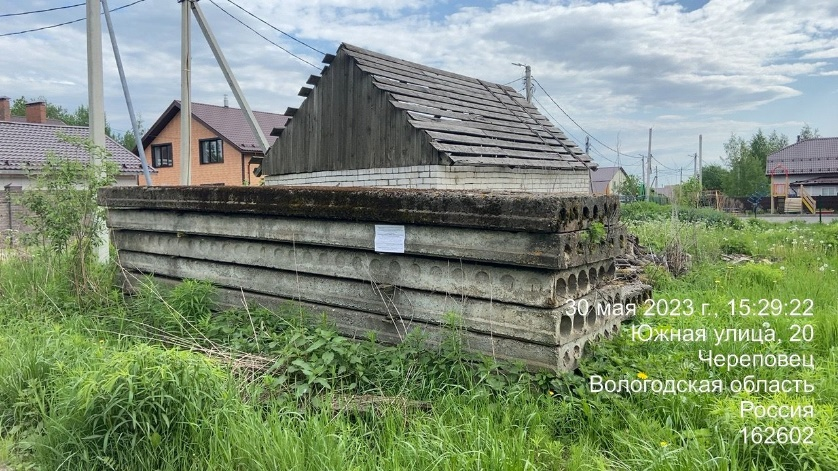 30 мая 2023 г. 15:29:22
Южная улица, 20
Череповец
Вологодская область
Россия
162602